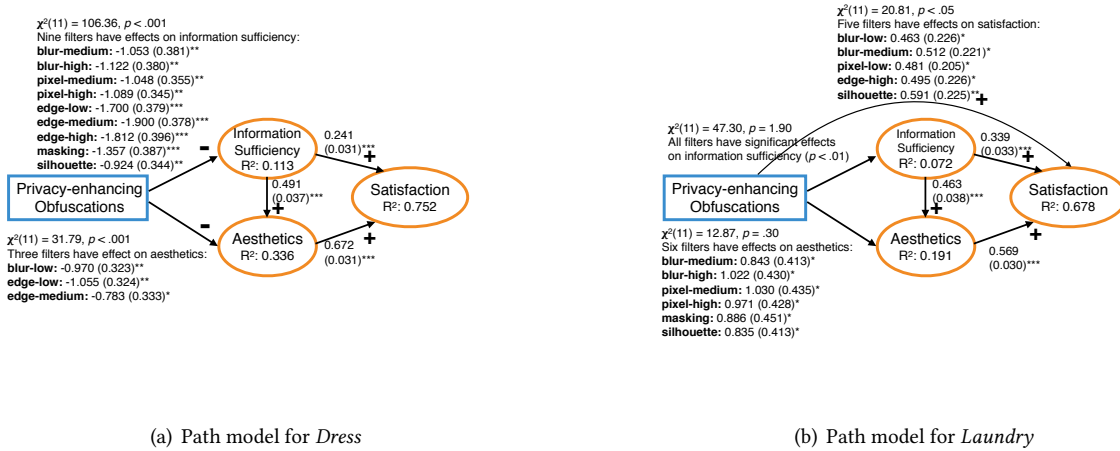 χ²(11) = 106.36, p < .001
Nine filters have effects on information sufficiency:
blur-medium: -1.053 (0.381)**
blur-high: -1.122 (0.380)**
pixel-medium: -1.048 (0.355)**
pixel-high: -1.089 (0.345)**
edge-low: -1.700 (0.379)***
edge-medium: -1.900 (0.378)***
edge-high: -1.812 (0.396)***
masking: -1.357 (0.387)***
silhouette: -0.924 (0.344)**
-
Information
Sufficiency
R²: 0.113
0.241
(0.031)***
+
Privacy-enhancing
Obfuscations
0.491
(0.037)***
+
Satisfaction
R²: 0.752
-
Aesthetics
R²: 0.336
+
0.672
(0.031)***
χ²(11) = 31.79, p < .001
Three filters have effect on aesthetics:
blur-low: -0.970 (0.323)**
edge-low: -1.055 (0.324)**
edge-medium: -0.783 (0.333)*
(a) Path model for Dress
χ²(11) = 20.81, p < .05
Five filters have effects on satisfaction:
blur-low: 0.463 (0.226)*
blur-medium: 0.512 (0.221)*
pixel-low: 0.481 (0.205)*
edge-high: 0.495 (0.226)*
silhouette: 0.591 (0.225)**
+
χ²(11) = 47.30, p = 1.90
All filters have significant effects
on information sufficiency (p < .01)
Information
Sufficiency
R²: 0.072
0.339
(0.033)***
+
Privacy-enhancing
Obfuscations
0.463
(0.038)***
+
Satisfaction
R²: 0.678
Aesthetics
R²: 0.191
+
0.569
(0.030)***
χ²(11) = 12.87, p = .30
Six filters have effects on aesthetics:
blur-medium: 0.843 (0.413)*
blur-high: 1.022 (0.430)*
pixel-medium: 1.030 (0.435)*
pixel-high: 0.971 (0.428)*
masking: 0.886 (0.451)*
silhouette: 0.835 (0.413)*
(b) Path model for Laundry